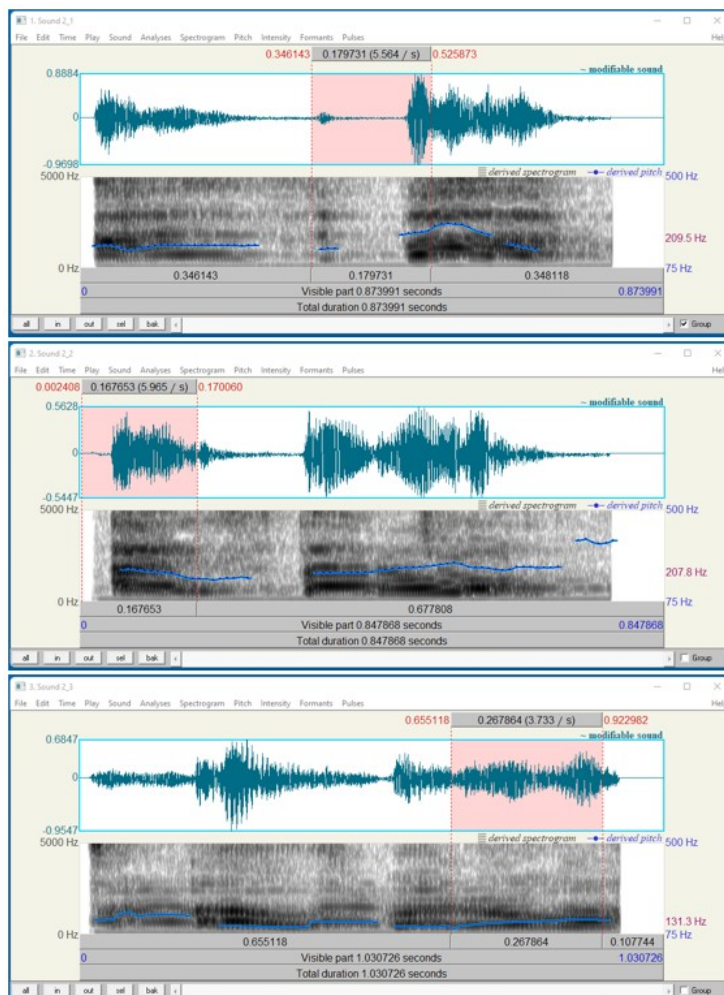 1. Sound 2_1
File Edit Time Play Sound Analyses Spectrogram Pitch Intensity Formants Pulses Hel
0.346143 0.179731 (5.564 / s) 0.525873
0.8884 ~ modifiable sound
0
-0.9698
5000 Hz derived spectrogram derived pitch 500 Hz
209.5 Hz
0 Hz 75 Hz
0.346143 0.179731 0.348118
0 Visible part 0.873991 seconds 0.873991
Total duration 0.873991 seconds
all in out sel bak Group
2. Sound 2_2
File Edit Time Play Sound Analyses Spectrogram Pitch Intensity Formants Pulses Hel
0.002408 0.167653 (5.965 / s) 0.170060
0.5628 ~ modifiable sound
0
-0.5447
5000 Hz derived spectrogram derived pitch 500 Hz
207.8 Hz
0 Hz 75 Hz
0.167653 0.677808
0 Visible part 0.847868 seconds 0.847868
Total duration 0.847868 seconds
all in out sel bak Group
3. Sound 2_3
File Edit Time Play Sound Analyses Spectrogram Pitch Intensity Formants Pulses Hel
0.655118 0.267864 (3.733 / s) 0.922982
0.6847 ~ modifiable sound
0
-0.9547
5000 Hz derived spectrogram derived pitch 500 Hz
131.3 Hz
0 Hz 75 Hz
0.655118 0.267864 0.107744
0 Visible part 1.030726 seconds 1.030726
Total duration 1.030726 seconds
all in out sel bak Group